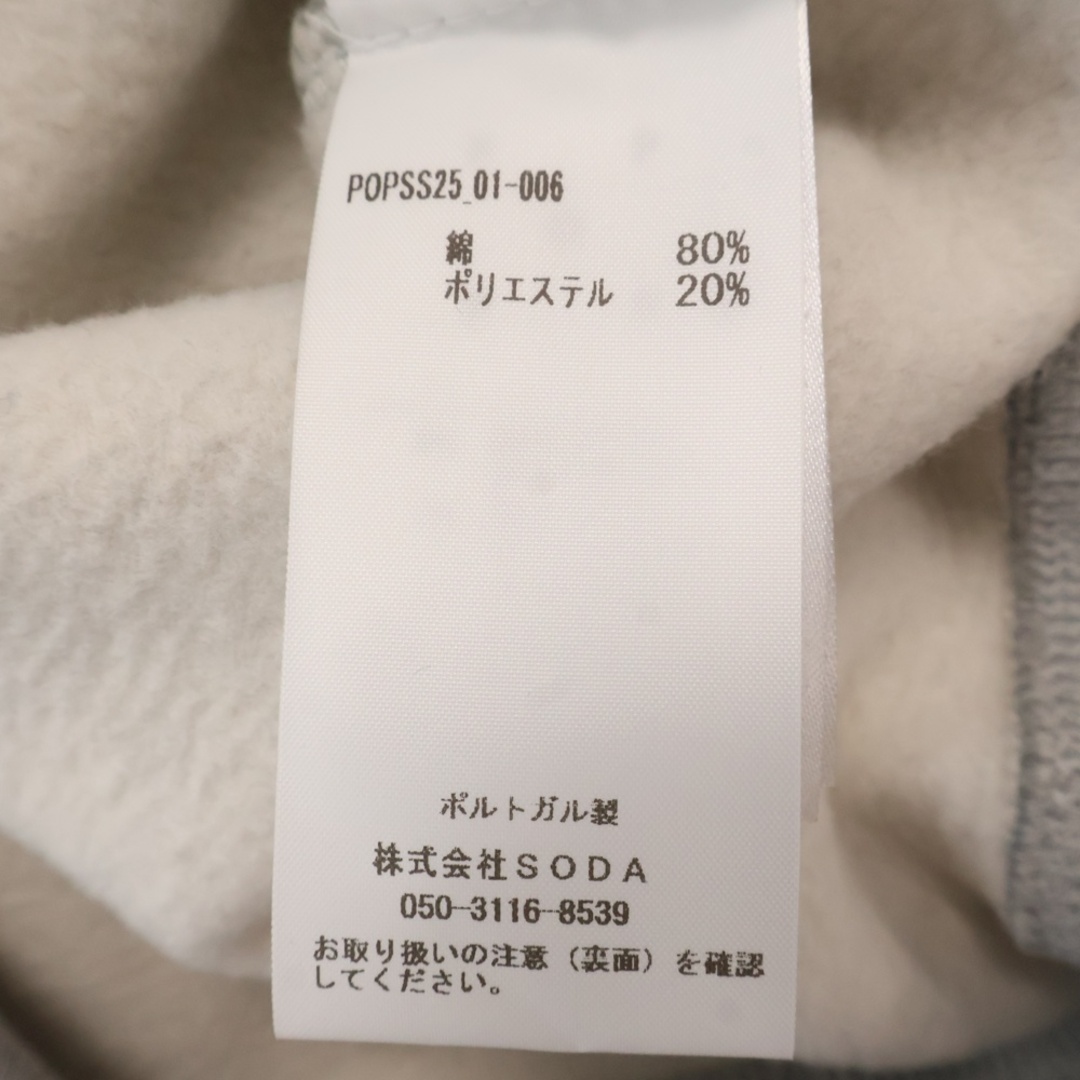 POPSS25_01-006
綿 80%
ポリエステル 20%
ポルトガル製
株式会社SODA
050-3116-8539
お取り扱いの注意(裏面)を確認
してください。